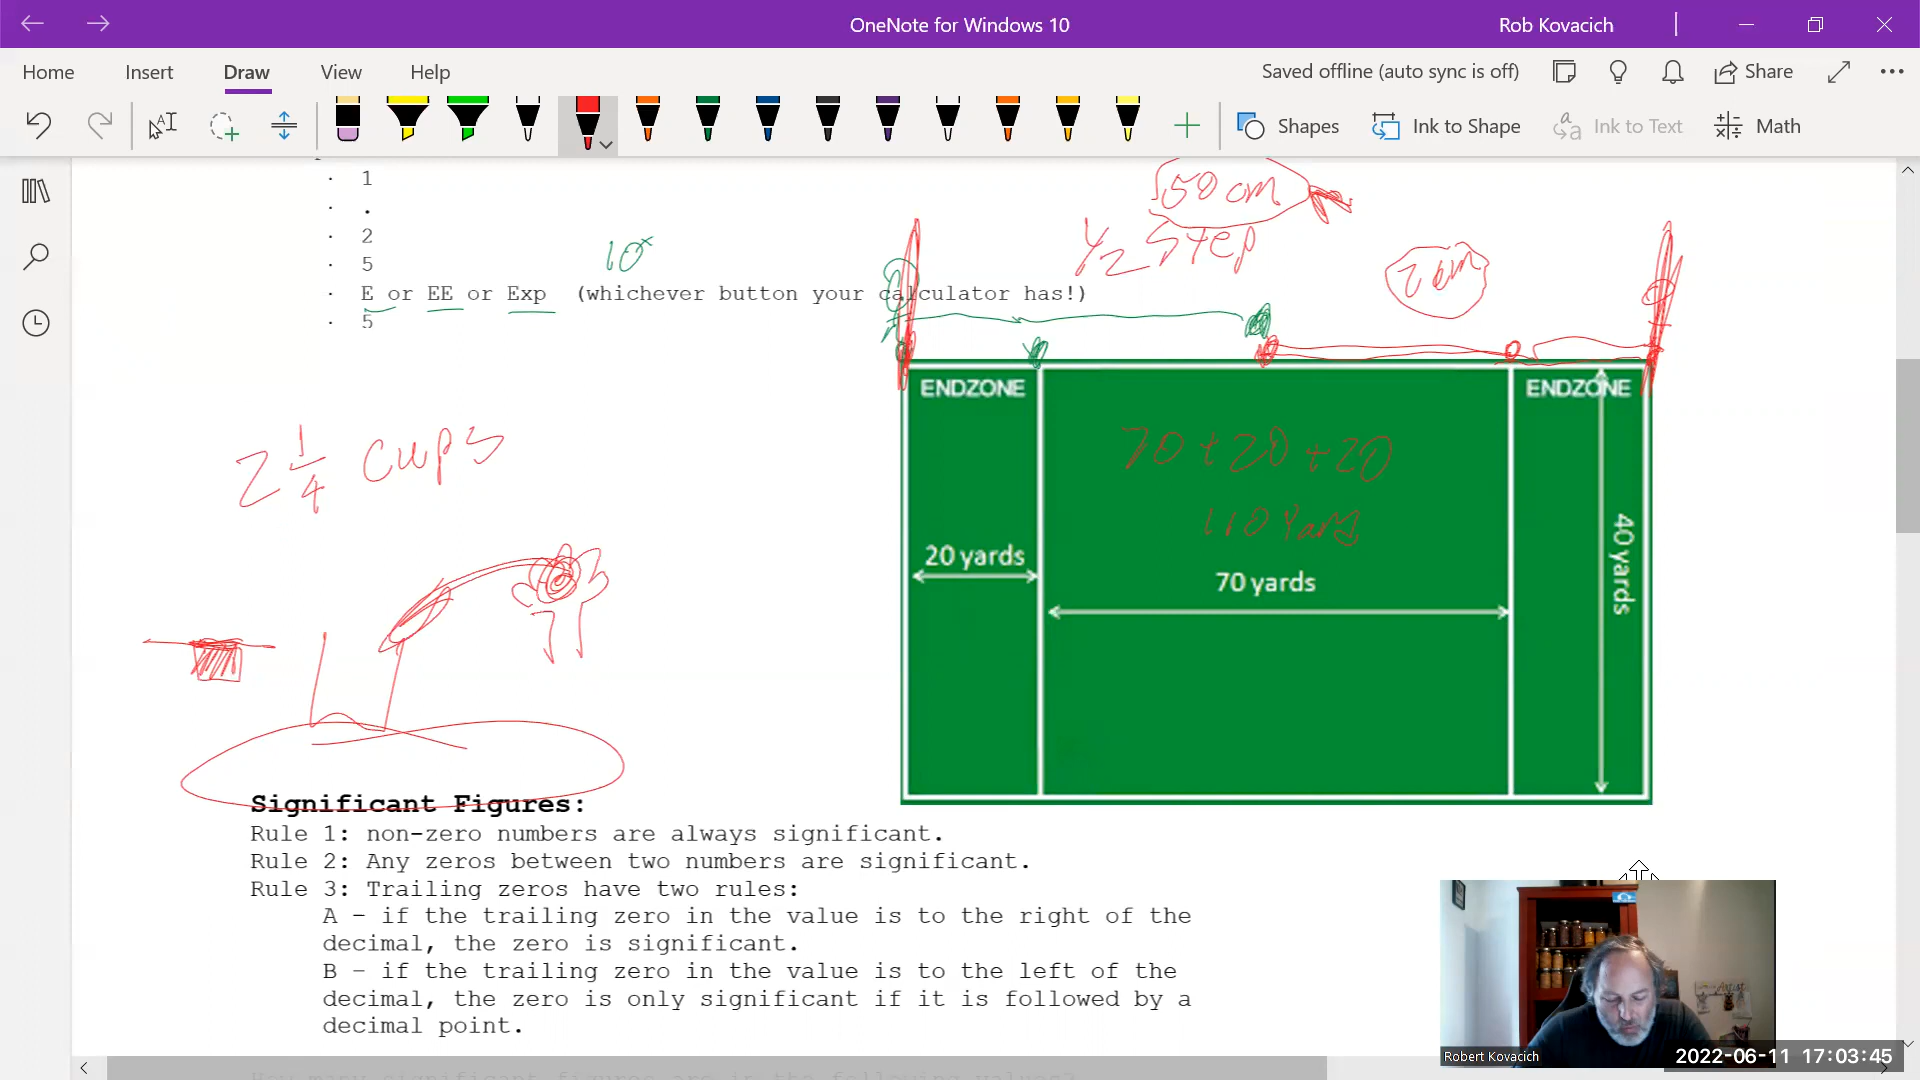 OneNote for Windows 10
Rob Kovacich
Home Insert Draw View Help
Saved offline (auto sync is off)
Share
Shapes
Ink to Shape
Ink to Text
Math
· 1
· .
· 2
· 5
· E or EE or Exp (whichever button your calculator has!)
· 5
10ˣ
50 cm
1/2 STEP
2 1/4 cups
ENDZONE
ENDZONE
70 + 20 + 20
110 Yards
20 yards
70 yards
40 yards
Significant Figures:
Rule 1: non-zero numbers are always significant.
Rule 2: Any zeros between two numbers are significant.
Rule 3: Trailing zeros have two rules:
A – if the trailing zero in the value is to the right of the
decimal, the zero is significant.
B – if the trailing zero in the value is to the left of the
decimal, the zero is only significant if it is followed by a
decimal point.
Robert Kovacich
2022-06-11 17:03:45